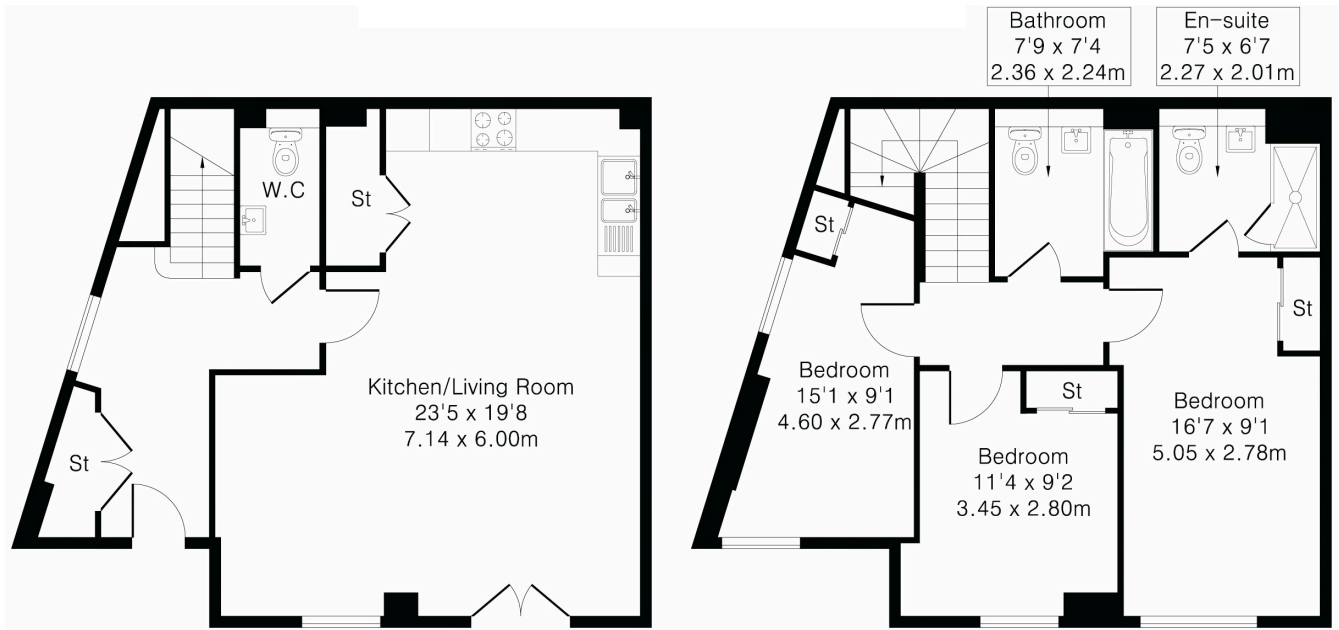 Bathroom
7'9 x 7'4
2.36 x 2.24m
En-suite
7'5 x 6'7
2.27 x 2.01m
W.C
St
Kitchen/Living Room
23'5 x 19'8
7.14 x 6.00m
St
St
St
Bedroom
15'1 x 9'1
4.60 x 2.77m
St
Bedroom
16'7 x 9'1
5.05 x 2.78m
Bedroom
11'4 x 9'2
3.45 x 2.80m